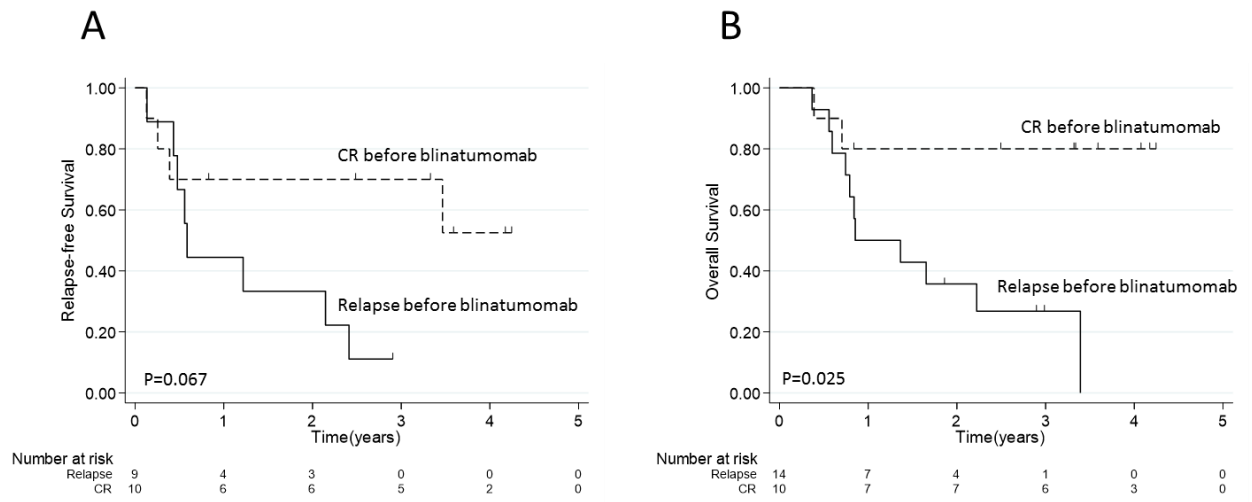 A
Relapse-free Survival
1.00
0.80
0.60
0.40
0.20
0.00
CR before blinatumomab
Relapse before blinatumomab
P=0.067
0 1 2 3 4 5
Time(years)
Number at risk
Relapse 9 4 3 0 0 0
CR 10 6 6 5 2 0
B
Overall Survival
1.00
0.80
0.60
0.40
0.20
0.00
CR before blinatumomab
Relapse before blinatumomab
P=0.025
0 1 2 3 4 5
Time(years)
Number at risk
Relapse 14 7 4 1 0 0
CR 10 7 7 6 3 0